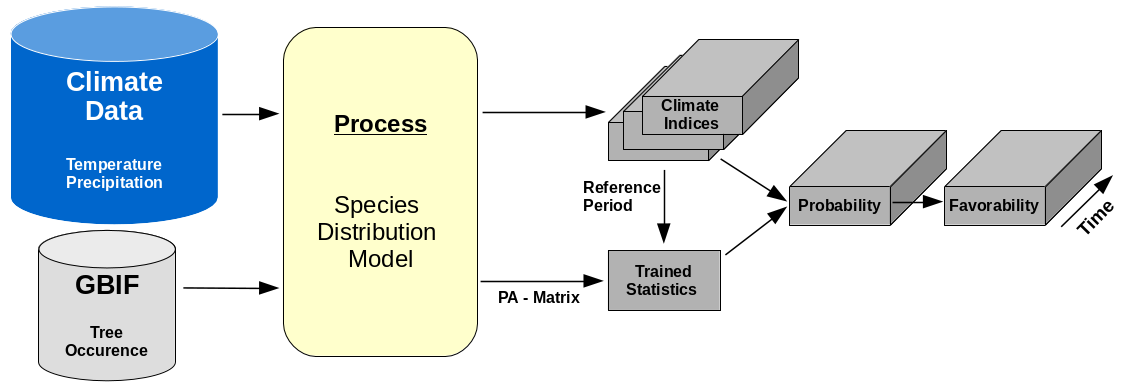 Climate
Data
Temperature
Precipitation
GBIF
Tree
Occurence
Process
Species
Distribution
Model
Climate
Indices
Reference
Period
PA - Matrix
Trained
Statistics
Probability
Favorability
Time